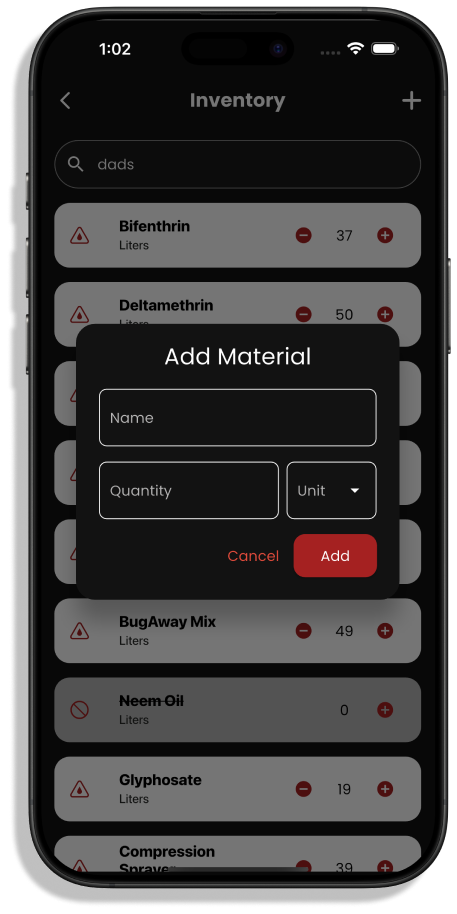 1:02
Inventory
dads
Bifenthrin
Liters
37
Deltamethrin
Liters
50
Add Material
Name
Quantity
Unit
Cancel
Add
BugAway Mix
Liters
49
Neem Oil
Liters
0
Glyphosate
Liters
19
Compression
Sprayer
39